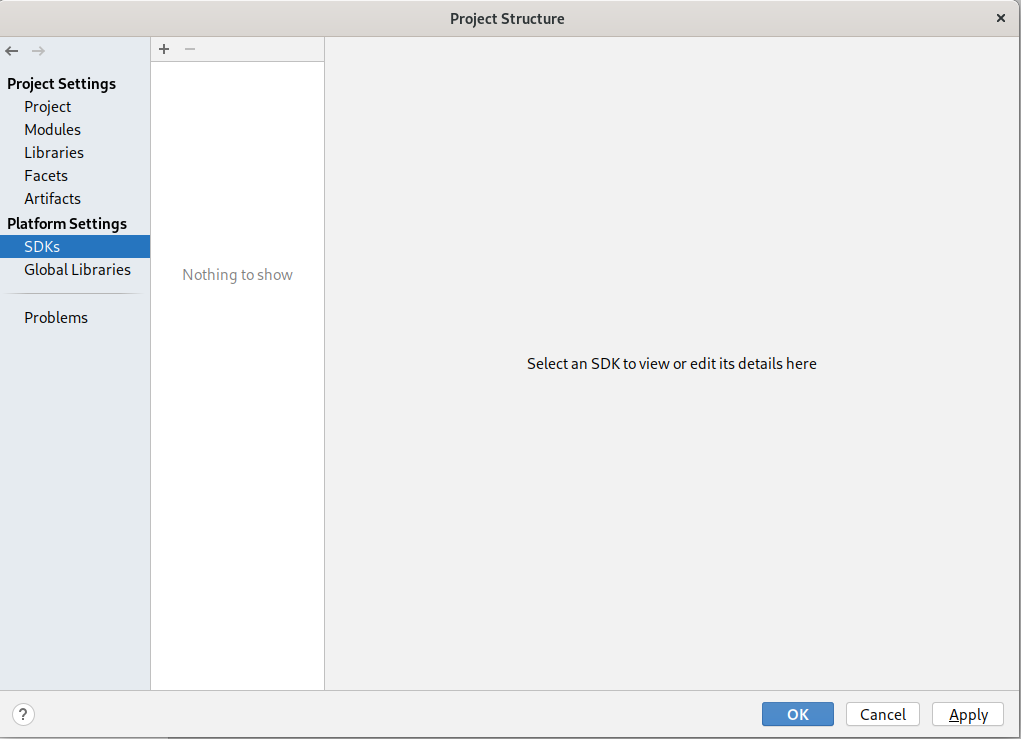 Project Structure
Project Settings
Project
Modules
Libraries
Facets
Artifacts
Platform Settings
SDKs
Global Libraries
Problems
Nothing to show
Select an SDK to view or edit its details here
?
OK
Cancel
Apply